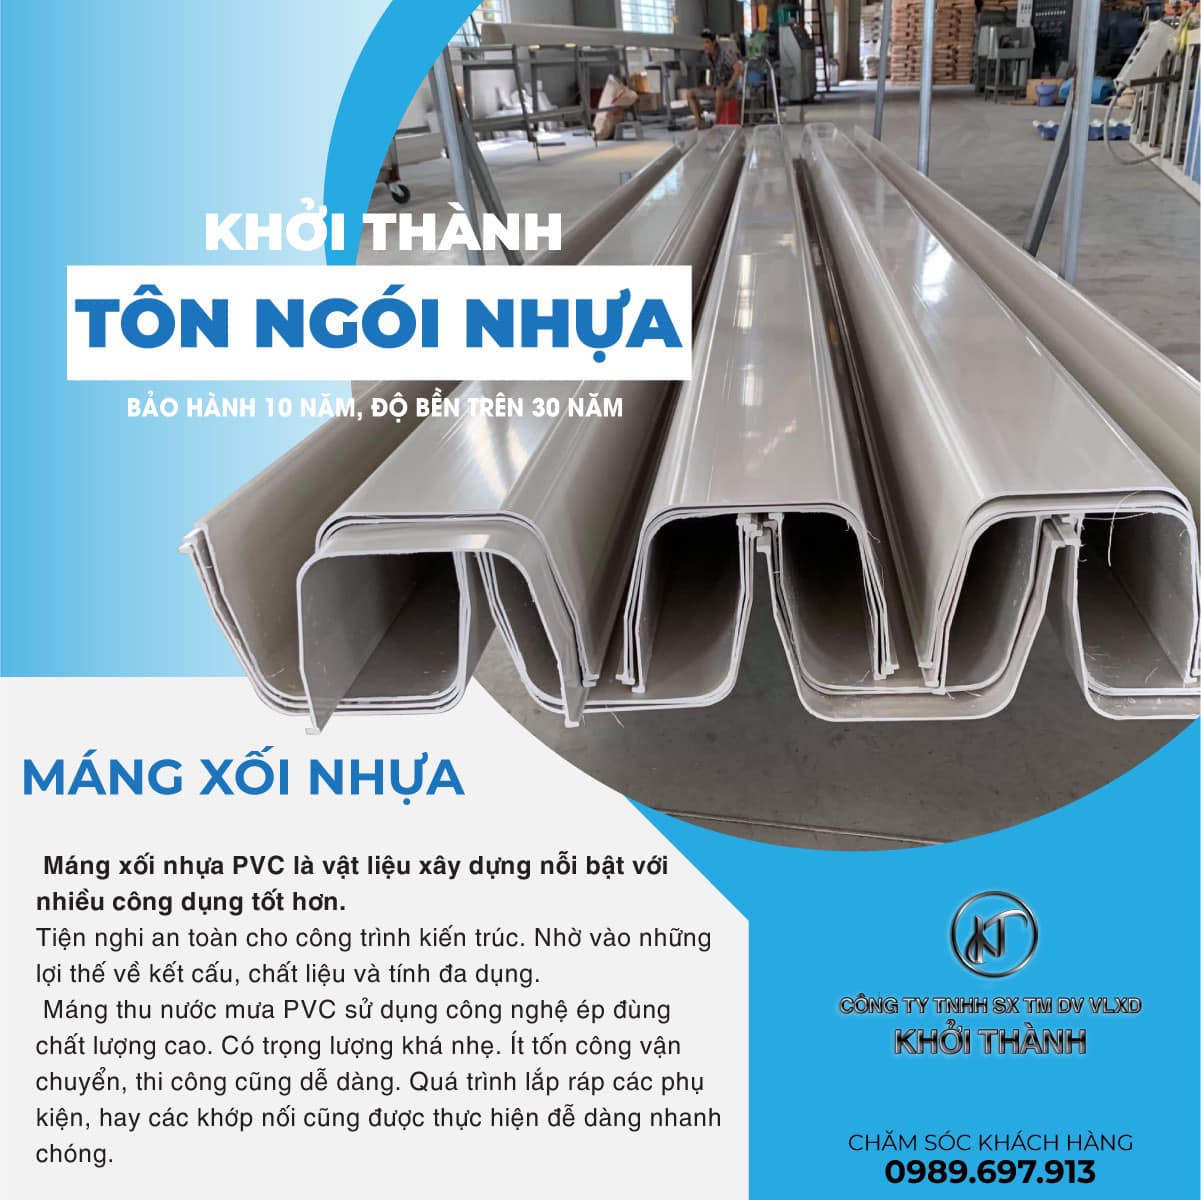 KHỞI THÀNH
TÔN NGÓI NHỰA
BẢO HÀNH 10 NĂM, ĐỘ BỀN TRÊN 30 NĂM
MÁNG XỐI NHỰA
Máng xối nhựa PVC là vật liệu xây dựng nỗi bật với
nhiều công dụng tốt hơn.
Tiện nghi an toàn cho công trình kiến trúc. Nhờ vào những
lợi thế về kết cấu, chất liệu và tính đa dụng.
Máng thu nước mưa PVC sử dụng công nghệ ép đùng
chất lượng cao. Có trọng lượng khá nhẹ. Ít tốn công vận
chuyển, thi công cũng dễ dàng. Quá trình lắp ráp các phụ
kiện, hay các khớp nối cũng được thực hiện đễ dàng nhanh
chóng.
KT
CÔNG TY TNHH SX TM DV VLXD
KHỞI THÀNH
CHĂM SÓC KHÁCH HÀNG
0989.697.913